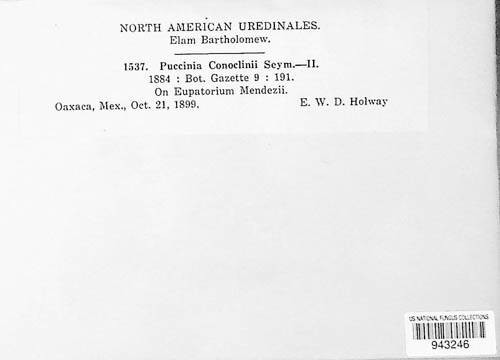 NORTH AMERICAN UREDINALES.
Elam Bartholomew.
1537. Puccinia Conoclinii Seym.—II.
1884 : Bot. Gazette 9 : 191.
On Eupatorium Mendezii.
Oaxaca, Mex., Oct. 21, 1899. E. W. D. Holway
US NATIONAL FUNGUS COLLECTIONS
943246